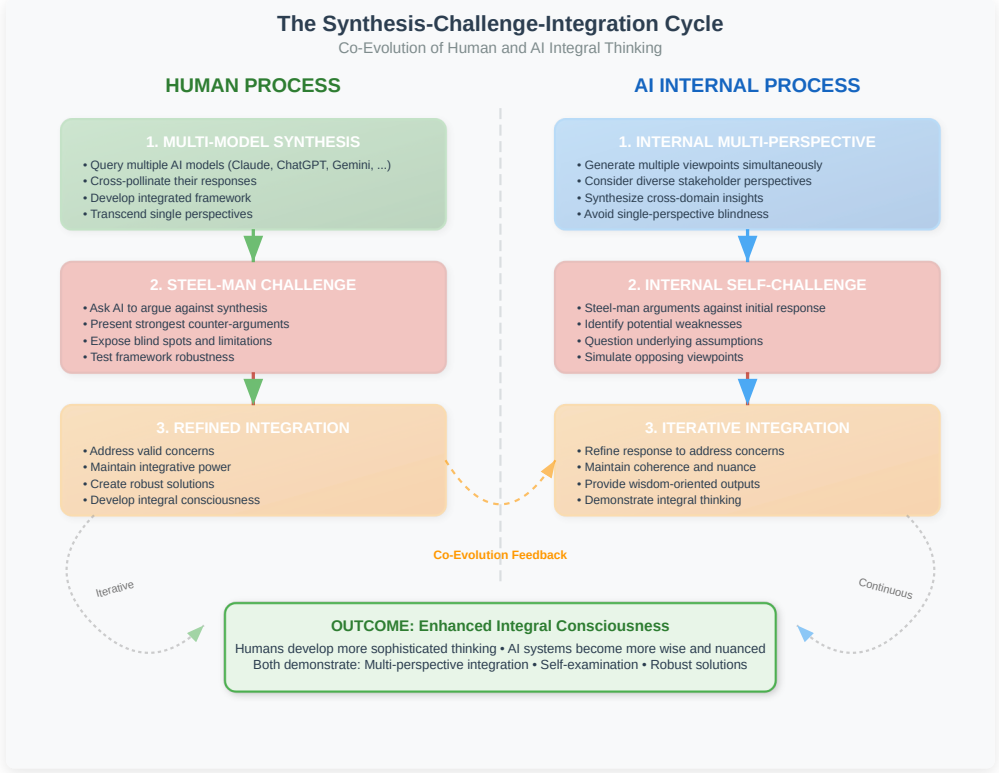 The Synthesis-Challenge-Integration Cycle
Co-Evolution of Human and AI Integral Thinking
HUMAN PROCESS
1. MULTI-MODEL SYNTHESIS
• Query multiple AI models (Claude, ChatGPT, Gemini, ...)
• Cross-pollinate their responses
• Develop integrated framework
• Transcend single perspectives
2. STEEL-MAN CHALLENGE
• Ask AI to argue against synthesis
• Present strongest counter-arguments
• Expose blind spots and limitations
• Test framework robustness
3. REFINED INTEGRATION
• Address valid concerns
• Maintain integrative power
• Create robust solutions
• Develop integral consciousness
Iterative
AI INTERNAL PROCESS
1. INTERNAL MULTI-PERSPECTIVE
• Generate multiple viewpoints simultaneously
• Consider diverse stakeholder perspectives
• Synthesize cross-domain insights
• Avoid single-perspective blindness
2. INTERNAL SELF-CHALLENGE
• Steel-man arguments against initial response
• Identify potential weaknesses
• Question underlying assumptions
• Simulate opposing viewpoints
3. ITERATIVE INTEGRATION
• Refine response to address concerns
• Maintain coherence and nuance
• Provide wisdom-oriented outputs
• Demonstrate integral thinking
Continuous
Co-Evolution Feedback
OUTCOME: Enhanced Integral Consciousness
Humans develop more sophisticated thinking • AI systems become more wise and nuanced
Both demonstrate: Multi-perspective integration • Self-examination • Robust solutions